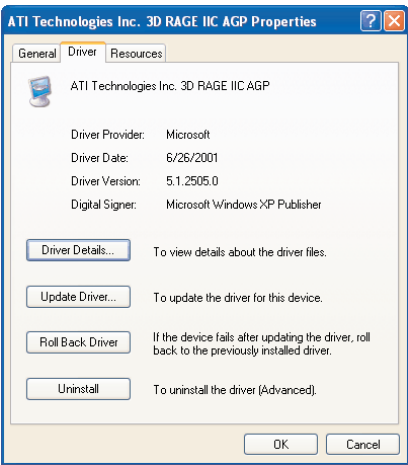 ATI Technologies Inc. 3D RAGE IIC AGP Properties
General Driver Resources
ATI Technologies Inc. 3D RAGE IIC AGP
Driver Provider: Microsoft
Driver Date: 6/26/2001
Driver Version: 5.1.2505.0
Digital Signer: Microsoft Windows XP Publisher
Driver Details... To view details about the driver files.
Update Driver... To update the driver for this device.
Roll Back Driver If the device fails after updating the driver, roll
back to the previously installed driver.
Uninstall To uninstall the driver (Advanced).
OK Cancel